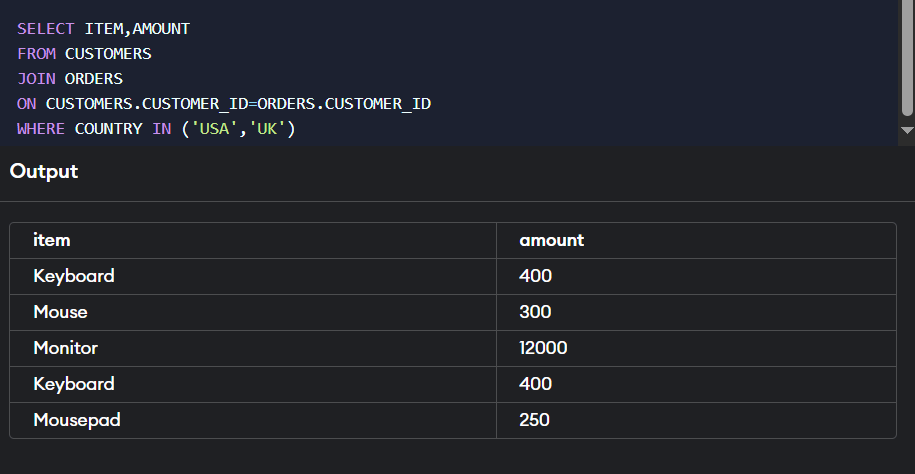 SELECT ITEM,AMOUNT
FROM CUSTOMERS
JOIN ORDERS
ON CUSTOMERS.CUSTOMER_ID=ORDERS.CUSTOMER_ID
WHERE COUNTRY IN ('USA','UK')
Output
item amount
Keyboard 400
Mouse 300
Monitor 12000
Keyboard 400
Mousepad 250